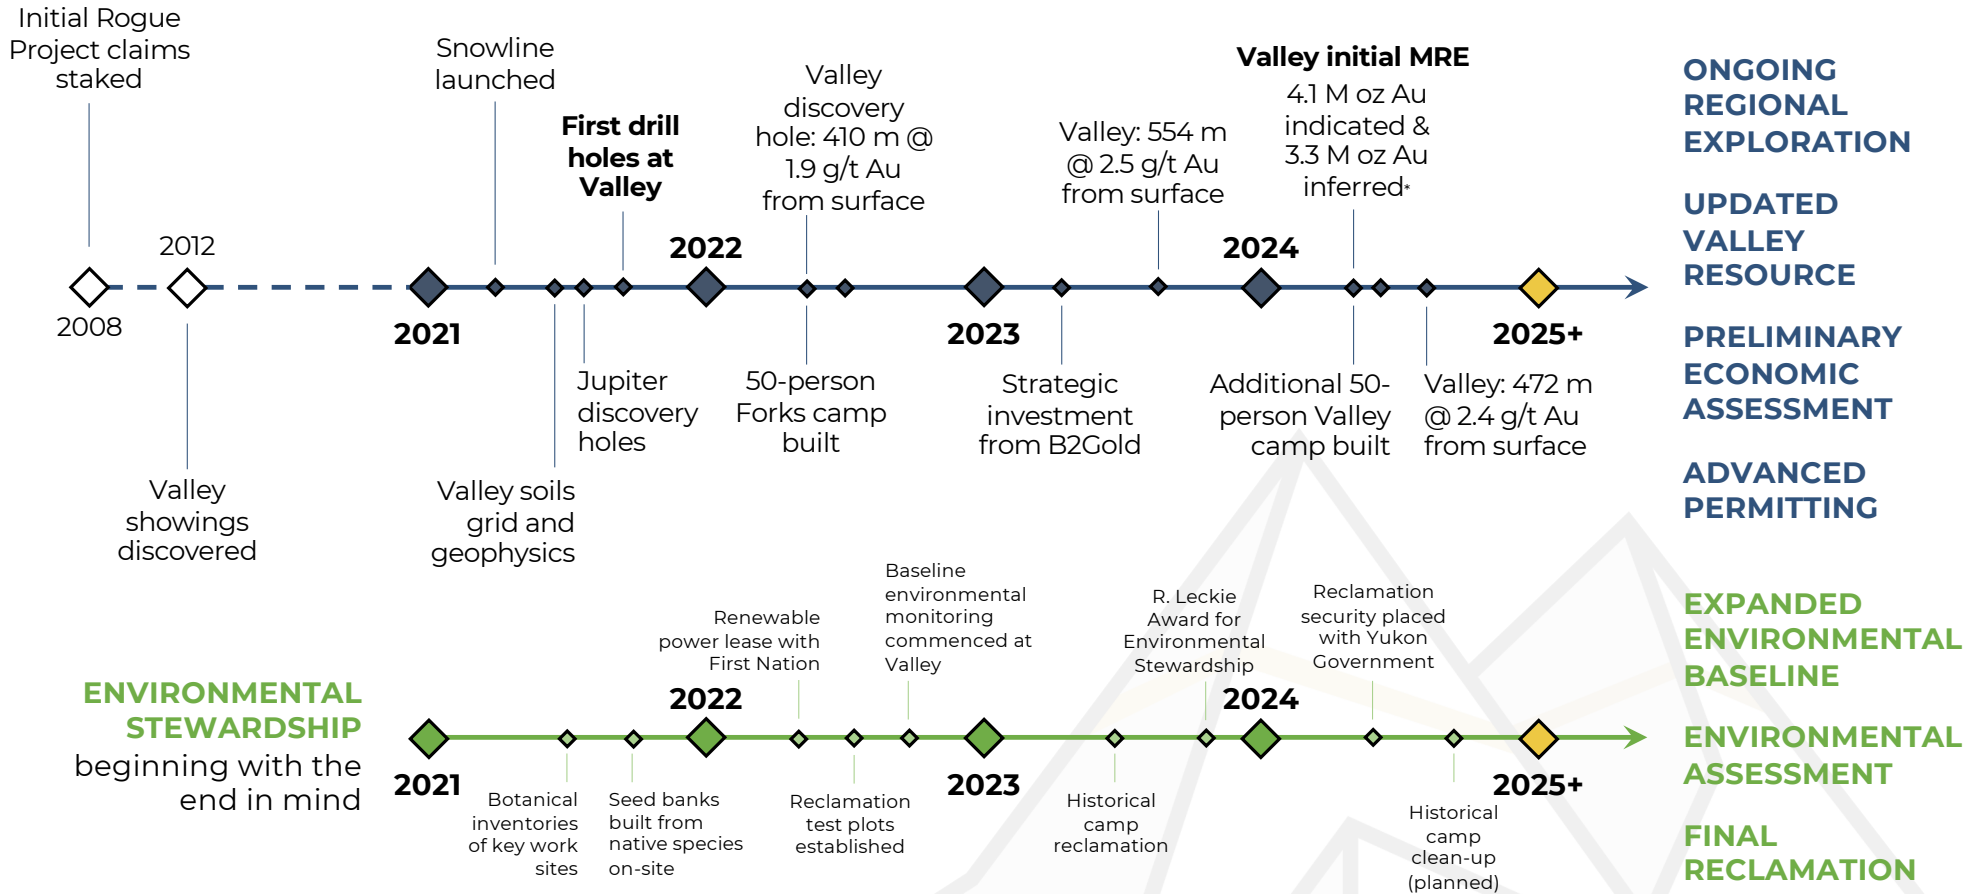 Initial Rogue
Project claims
staked
Snowline
launched
First drill
holes at
Valley
Valley
discovery
hole: 410 m @
1.9 g/t Au
from surface
Valley: 554 m
@ 2.5 g/t Au
from surface
Valley initial MRE
4.1 M oz Au
indicated &
3.3 M oz Au
inferred*
2008
2012
2021
2022
2023
2024
2025+
Valley
showings
discovered
Valley soils
grid and
geophysics
Jupiter
discovery
holes
50-person
Forks camp
built
Strategic
investment
from B2Gold
Additional 50-
person Valley
camp built
Valley: 472 m
@ 2.4 g/t Au
from surface
ONGOING
REGIONAL
EXPLORATION
UPDATED
VALLEY
RESOURCE
PRELIMINARY
ECONOMIC
ASSESSMENT
ADVANCED
PERMITTING
ENVIRONMENTAL
STEWARDSHIP
beginning with the
end in mind
Renewable
power lease with
First Nation
Baseline
environmental
monitoring
commenced at
Valley
R. Leckie
Award for
Environmental
Stewardship
Reclamation
security placed
with Yukon
Government
2021
2022
2023
2024
2025+
Botanical
inventories
of key work
sites
Seed banks
built from
native species
on-site
Reclamation
test plots
established
Historical
camp
reclamation
Historical
camp
clean-up
(planned)
EXPANDED
ENVIRONMENTAL
BASELINE
ENVIRONMENTAL
ASSESSMENT
FINAL
RECLAMATION